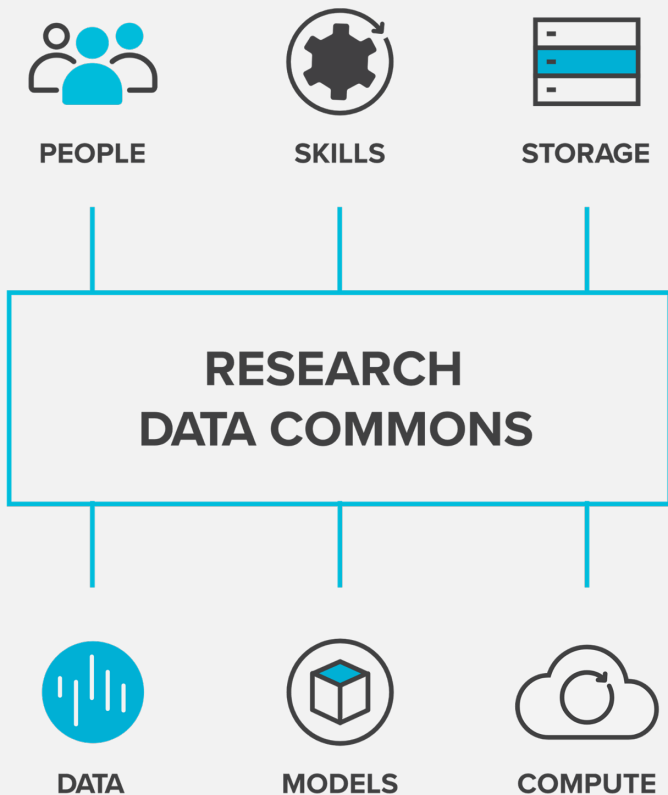 PEOPLE
SKILLS
STORAGE
RESEARCH
DATA COMMONS
DATA
MODELS
COMPUTE